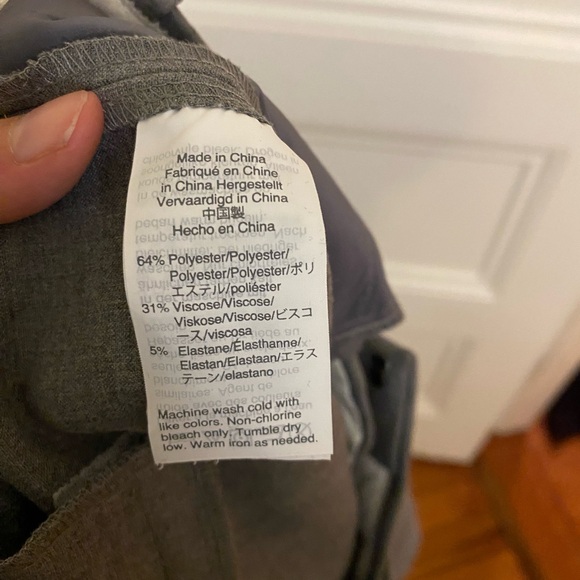 Made in China
Fabriqué en Chine
in China Hergestellt
Vervaardigd in China
中国製
Hecho en China
64% Polyester/Polyester/
Polyester/Polyester/ポリ
エステル/poliéster
31% Viscose/Viscose/
Viskose/Viscose/ビスコ
ース/viscosa
5% Elastane/Élasthanne/
Elastan/Elastaan/エラス
テーン/elastano
Machine wash cold with
like colors. Non-chlorine
bleach only. Tumble dry
low. Warm iron as needed.